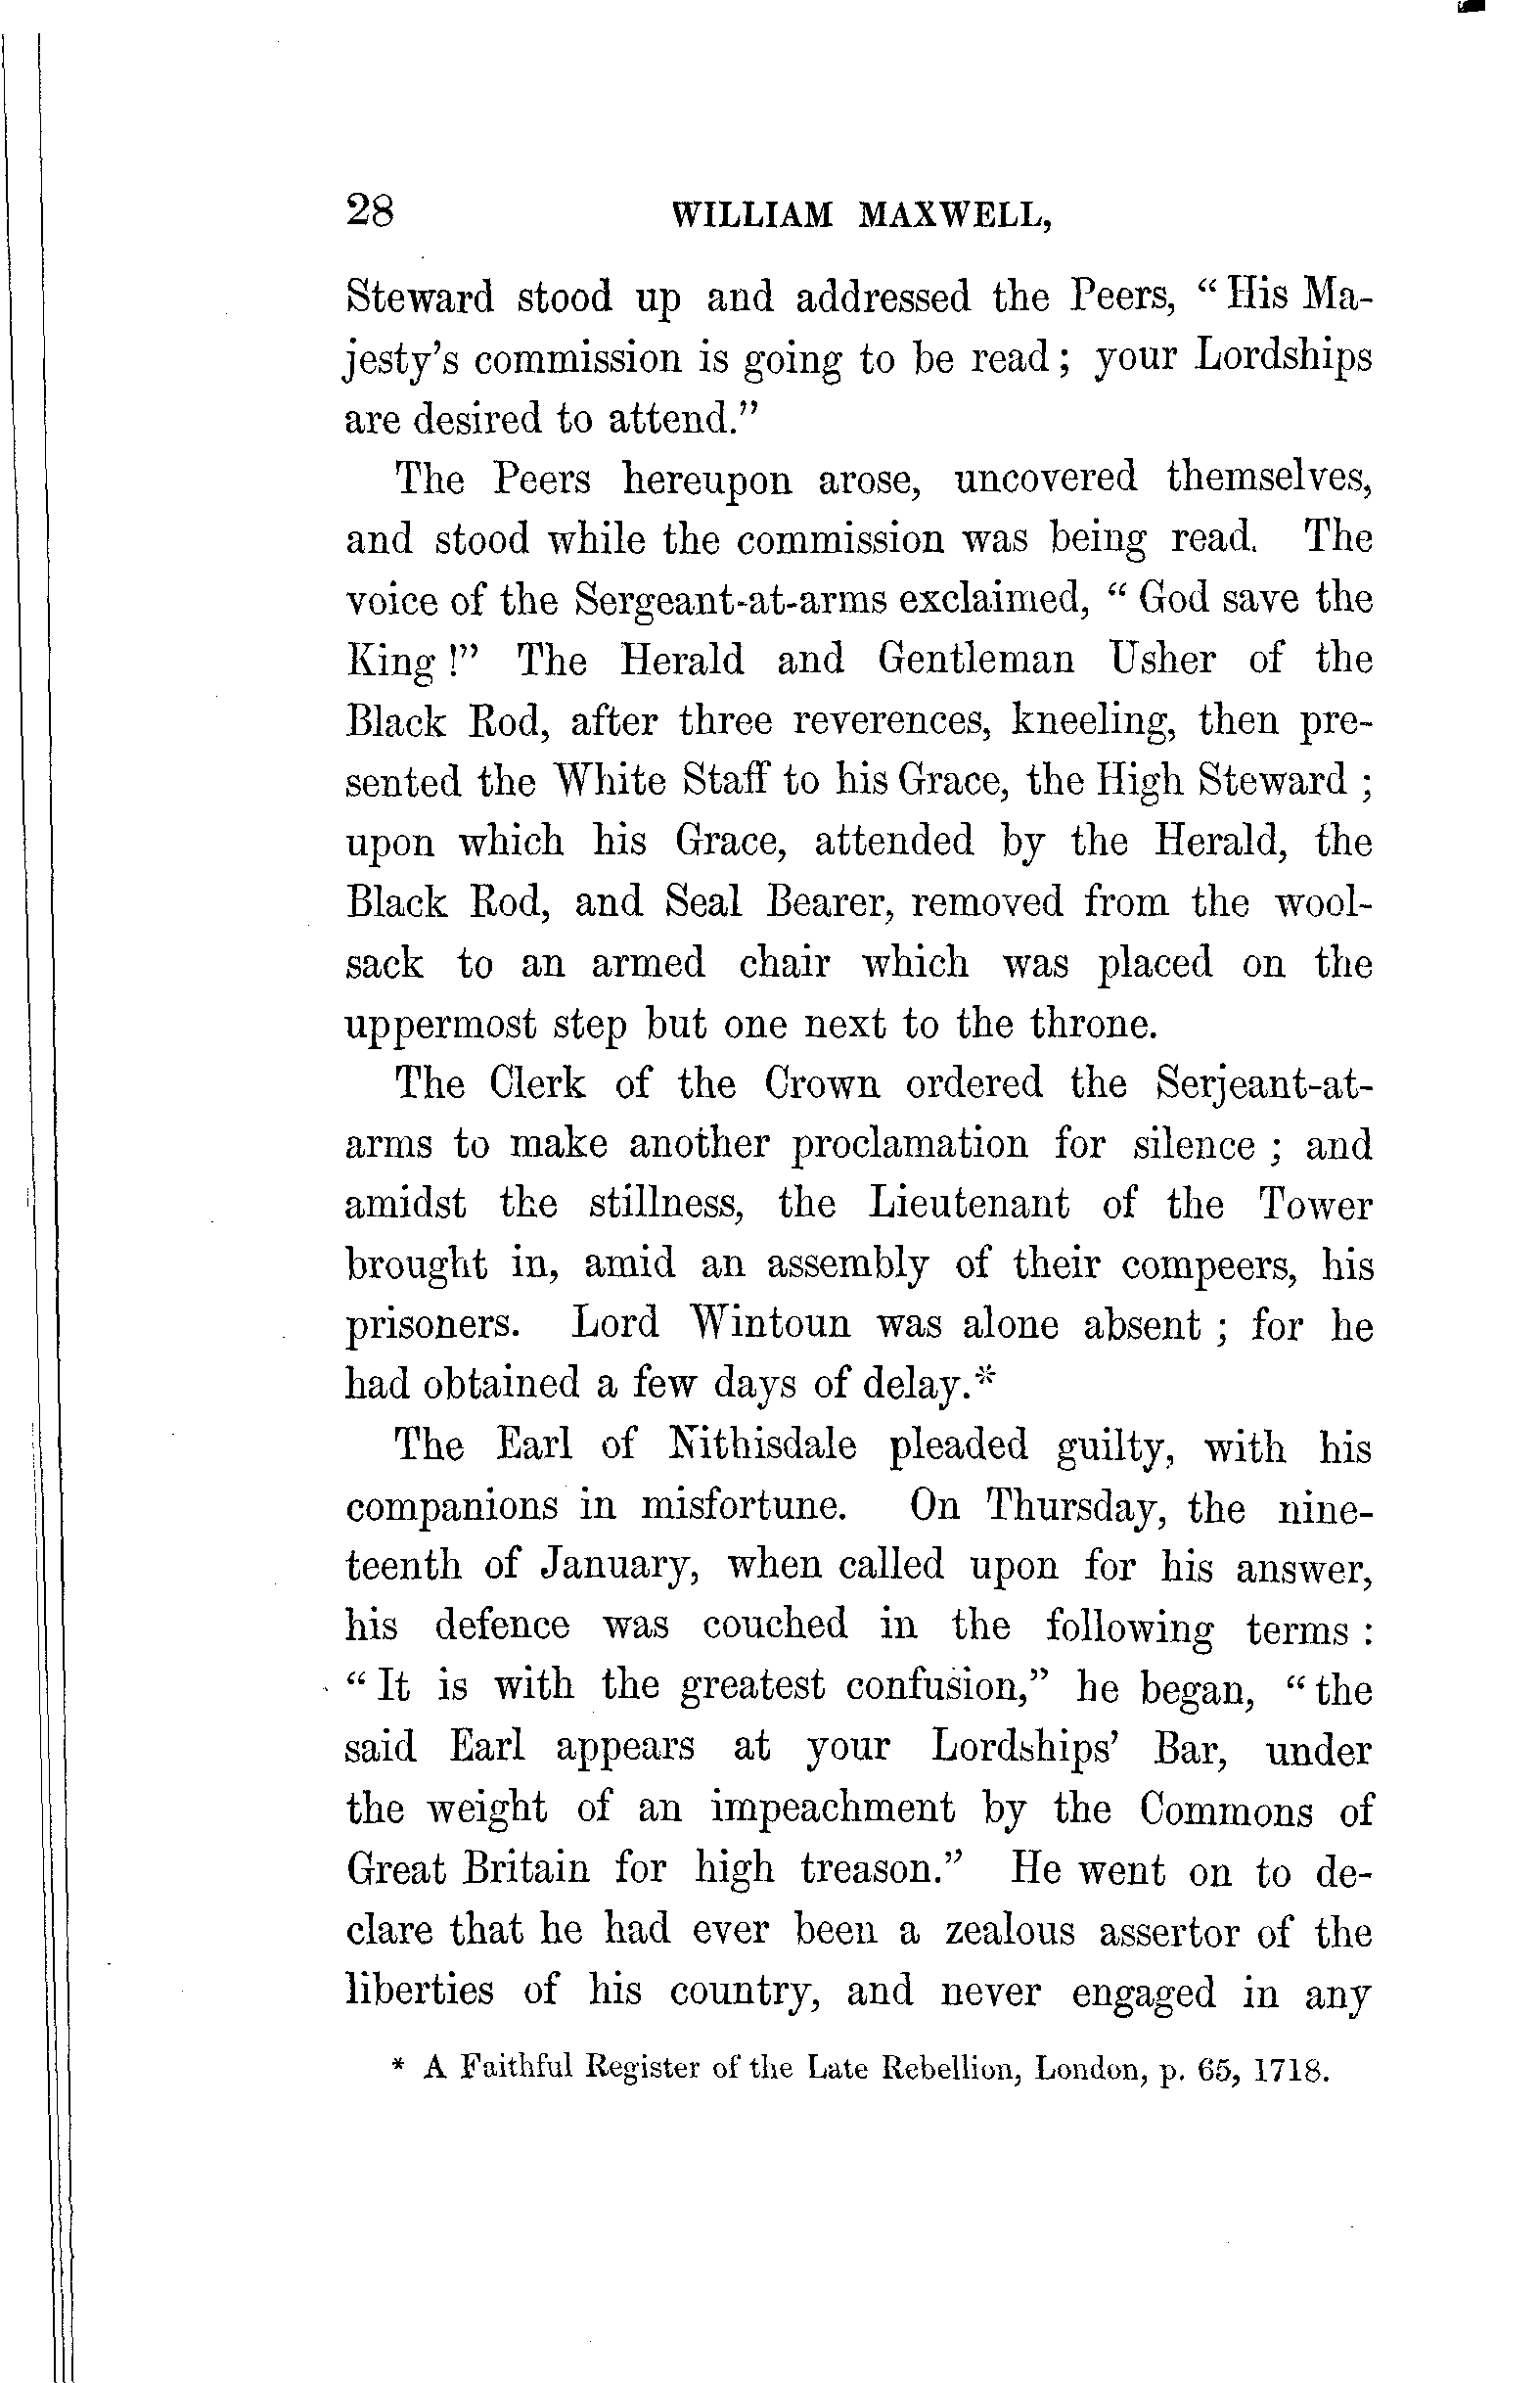 28 WILLIAM MAXWELL,
Steward stood up and addressed the Peers, "His Ma-
jesty's commission is going to be read; your Lordships
are desired to attend."
The Peers hereupon arose, uncovered themselves,
and stood while the commission was being read. The
voice of the Sergeant-at-arms exclaimed, "God save the
King!" The Herald and Gentleman Usher of the
Black Rod, after three reverences, kneeling, then pre-
sented the White Staff to his Grace, the High Steward;
upon which his Grace, attended by the Herald, the
Black Rod, and Seal Bearer, removed from the wool-
sack to an armed chair which was placed on the
uppermost step but one next to the throne.
The Clerk of the Crown ordered the Serjeant-at-
arms to make another proclamation for silence; and
amidst the stillness, the Lieutenant of the Tower
brought in, amid an assembly of their compeers, his
prisoners. Lord Wintoun was alone absent; for he
had obtained a few days of delay.*
The Earl of Nithisdale pleaded guilty, with his
companions in misfortune. On Thursday, the nine-
teenth of January, when called upon for his answer,
his defence was couched in the following terms:
"It is with the greatest confusion," he began, "the
said Earl appears at your Lordships' Bar, under
the weight of an impeachment by the Commons of
Great Britain for high treason." He went on to de-
clare that he had ever been a zealous assertor of the
liberties of his country, and never engaged in any
* A Faithful Register of the Late Rebellion, London, p. 65, 1718.